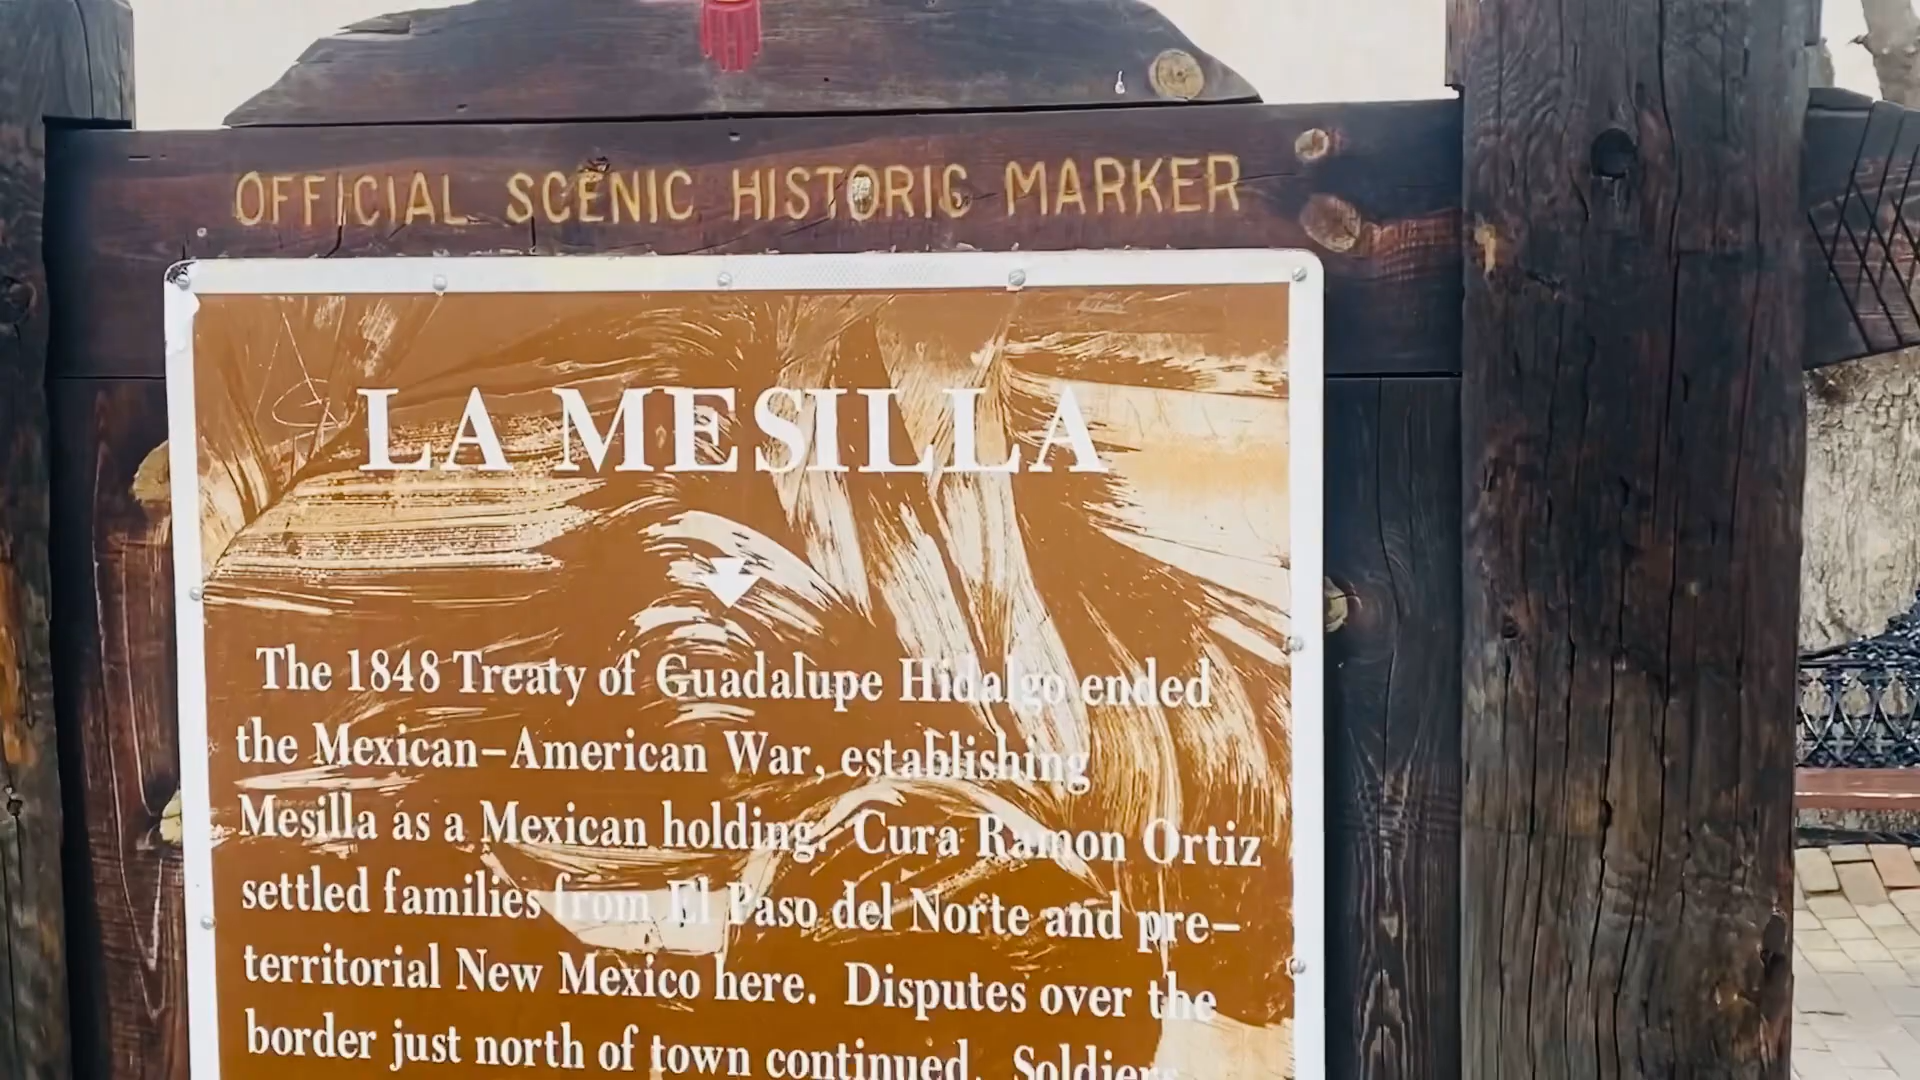 OFFICIAL SCENIC HISTORIC MARKER
LA MESILLA
The 1848 Treaty of Guadalupe Hidalgo ended
the Mexican–American War, establishing
Mesilla as a Mexican holding. Cura Ramon Ortiz
settled families from El Paso del Norte and pre–
territorial New Mexico here. Disputes over the
border just north of town continued. Soldiers